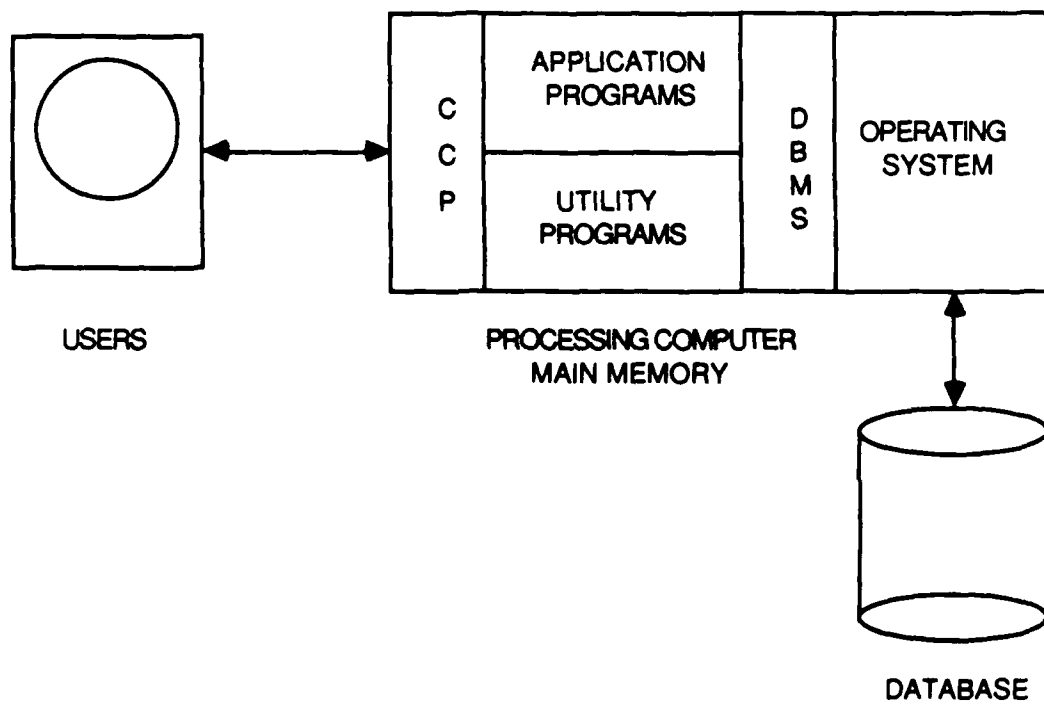 APPLICATION
PROGRAMS
C
C
P
UTILITY
PROGRAMS
D
B
M
S
OPERATING
SYSTEM
USERS
PROCESSING COMPUTER
MAIN MEMORY
DATABASE